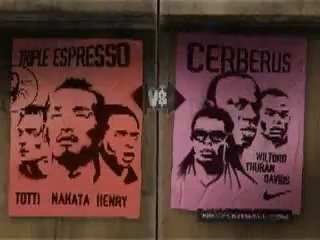 TRIPLE ESPRESSO
TOTTI NAKATA HENRY
VS
CERBERUS
WILTORD
THURAM
DAVIDS